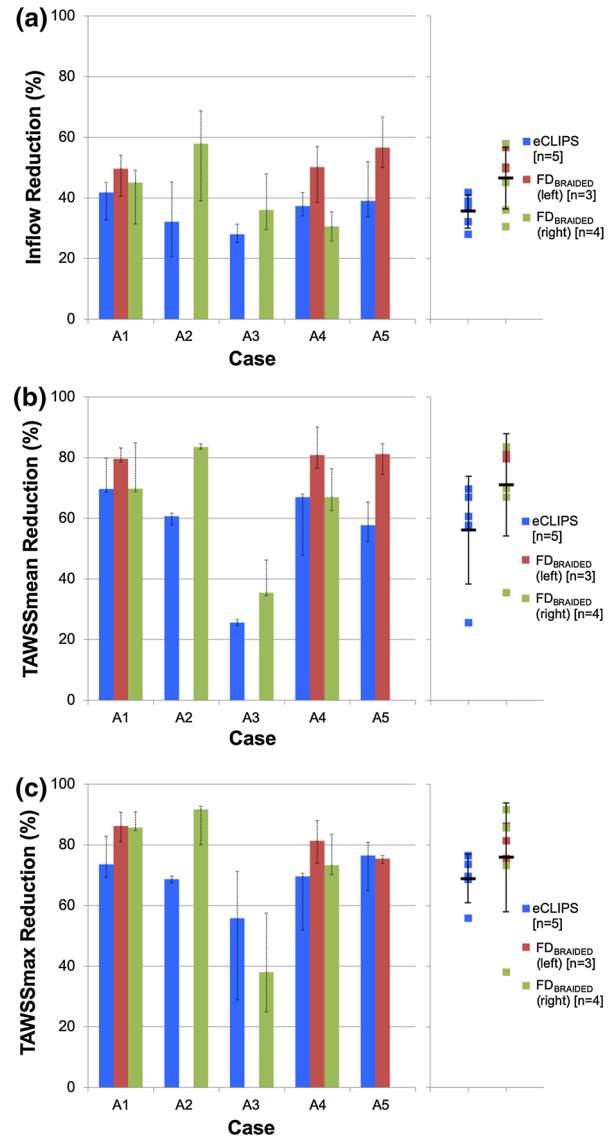 (a)
Inflow Reduction (%)
100
80
60
40
20
0
A1 A2 A3 A4 A5
Case
eCLIPS
[n=5]
FDBRAIDED
(left) [n=3]
FDBRAIDED
(right) [n=4]
(b)
TAWSSmean Reduction (%)
100
80
60
40
20
0
A1 A2 A3 A4 A5
Case
eCLIPS
[n=5]
FDBRAIDED
(left) [n=3]
FDBRAIDED
(right) [n=4]
(c)
TAWSSmax Reduction (%)
100
80
60
40
20
0
A1 A2 A3 A4 A5
Case
eCLIPS
[n=5]
FDBRAIDED
(left) [n=3]
FDBRAIDED
(right) [n=4]